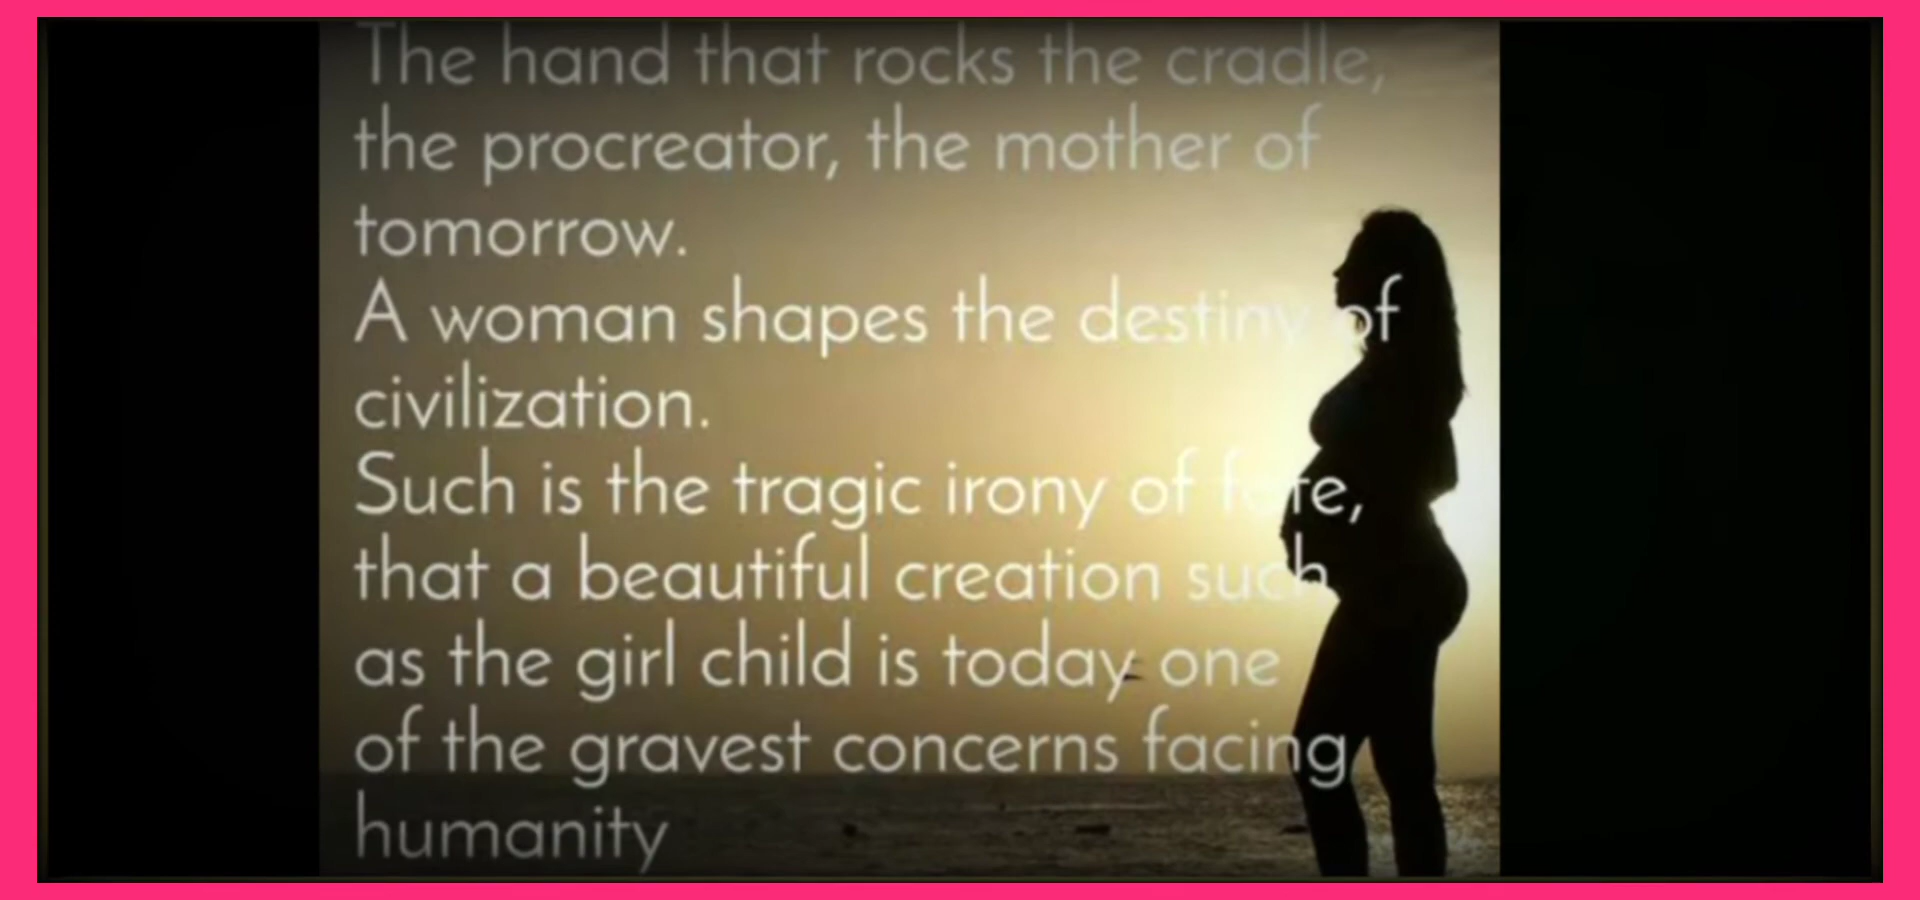 The hand that rocks the cradle,
the procreator, the mother of
tomorrow.
A woman shapes the destiny of
civilization.
Such is the tragic irony of fate,
that a beautiful creation such
as the girl child is today one
of the gravest concerns facing
humanity